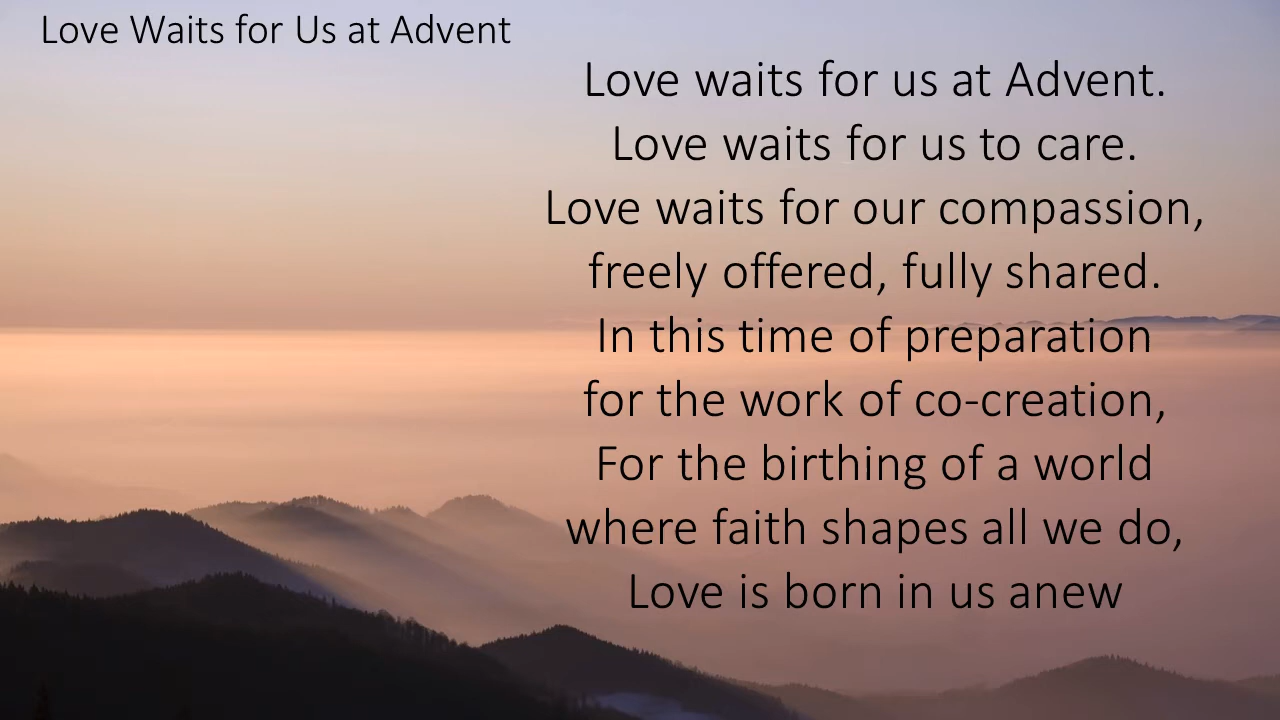 Love Waits for Us at Advent
Love waits for us at Advent.
Love waits for us to care.
Love waits for our compassion,
freely offered, fully shared.
In this time of preparation
for the work of co-creation,
For the birthing of a world
where faith shapes all we do,
Love is born in us anew